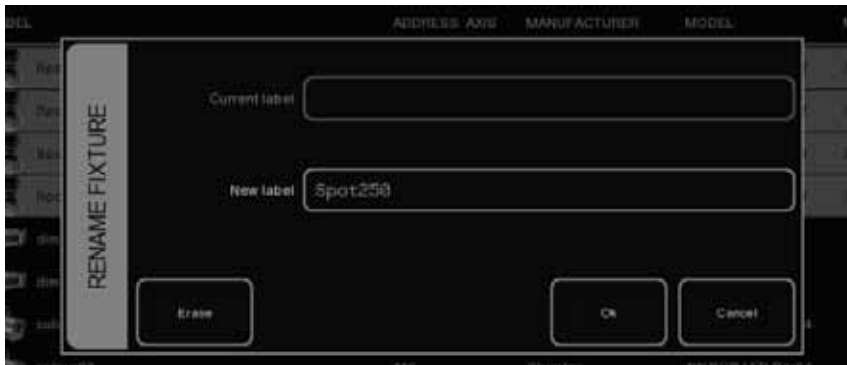 ADDRESS AXIS MANUFACTURER MODEL
RENAME FIXTURE
Current label
New label Spot250
Erase Ok Cancel